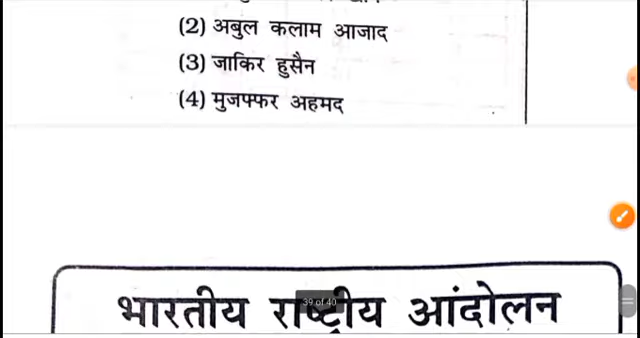 (2) अबुल कलाम आजाद
(3) जाकिर हुसैन
(4) मुजफ्फर अहमद
भारतीय राष्ट्रीय आंदोलन
39 of 40